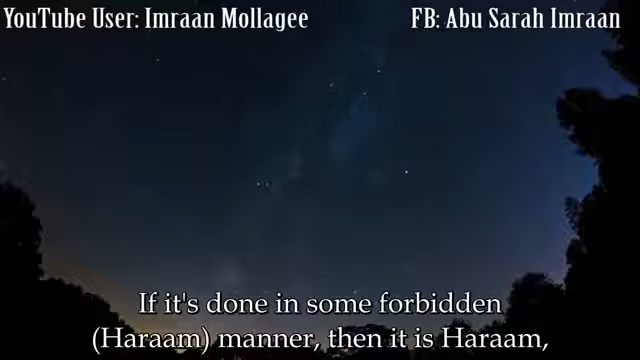 YouTube User: Imraan Mollagee
FB: Abu Sarah Imraan
If it's done in some forbidden
(Haraam) manner, then it is Haraam,